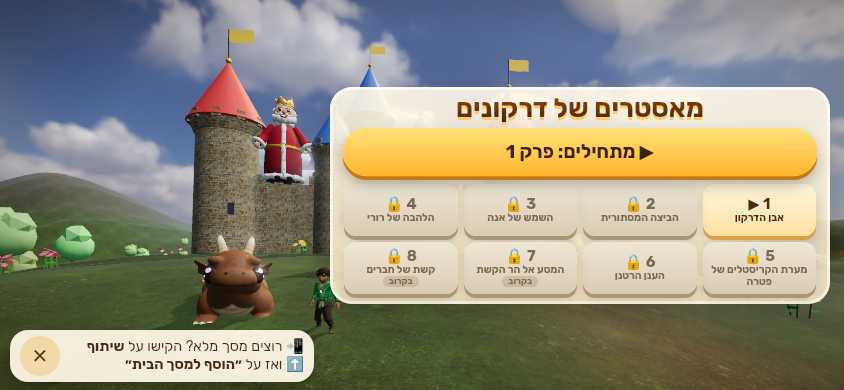 מאסטרים של דרקונים
▶ מתחילים: פרק 1
1 ▶
אבן הדרקון
2 🔒
הביצה המסתורית
3 🔒
השמש של אנה
4 🔒
הלהבה של רורי
5 🔒
מערת הקריסטלים של
פטרה
6 🔒
הענן הרטנן
7 🔒
המסע אל הר הקשת
בקרוב
8 🔒
קשת של חברים
בקרוב
📲 רוצים מסך מלא? הקישו על שיתוף
⬆️ ואז על ״הוסף למסך הבית״
✕